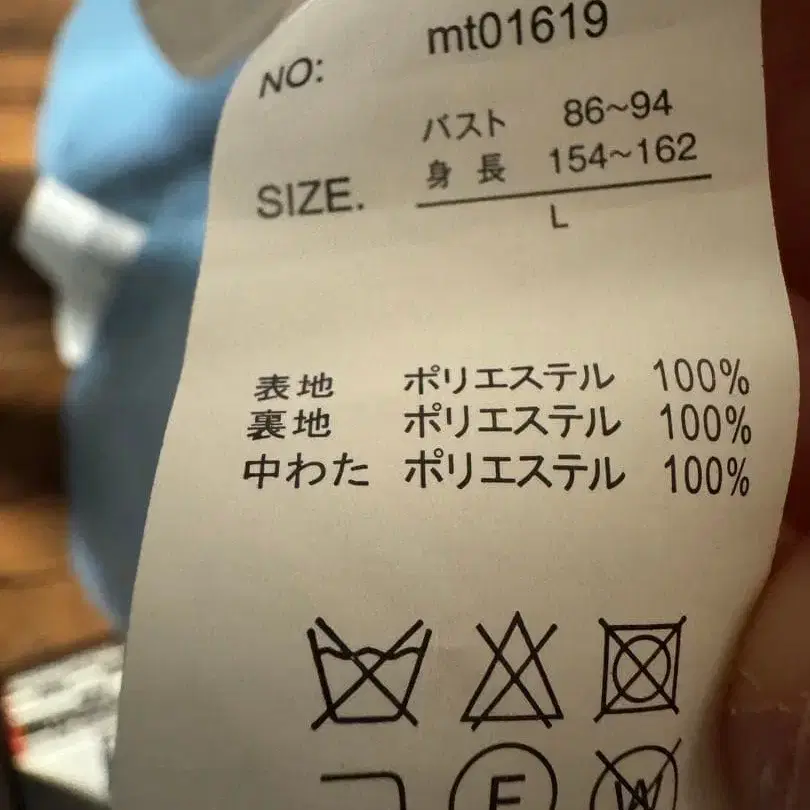 NO: mt01619
バスト 86~94
身長 154~162
SIZE.
L
表地 ポリエステル 100%
裏地 ポリエステル 100%
中わた ポリエステル 100%
F W